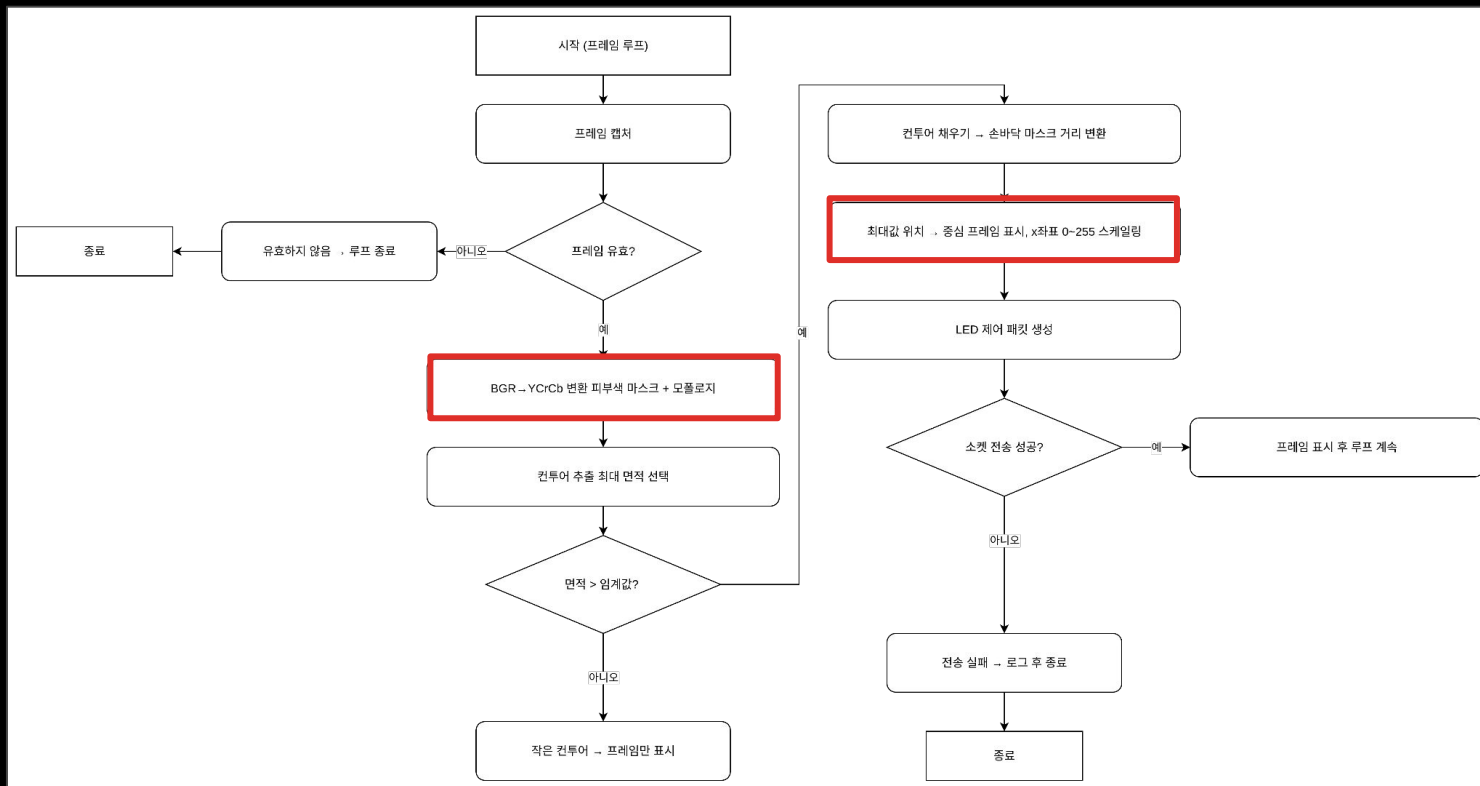 시작 (프레임 루프)
프레임 캡처
프레임 유효?
아니오
유효하지 않음 → 루프 종료
종료
예
BGR→YCrCb 변환 피부색 마스크 + 모폴로지
컨투어 추출 최대 면적 선택
면적 > 임계값?
아니오
작은 컨투어 → 프레임만 표시
예
컨투어 채우기 → 손바닥 마스크 거리 변환
최대값 위치 → 중심 프레임 표시, x좌표 0~255 스케일링
LED 제어 패킷 생성
소켓 전송 성공?
예
프레임 표시 후 루프 계속
아니오
전송 실패 → 로그 후 종료
종료